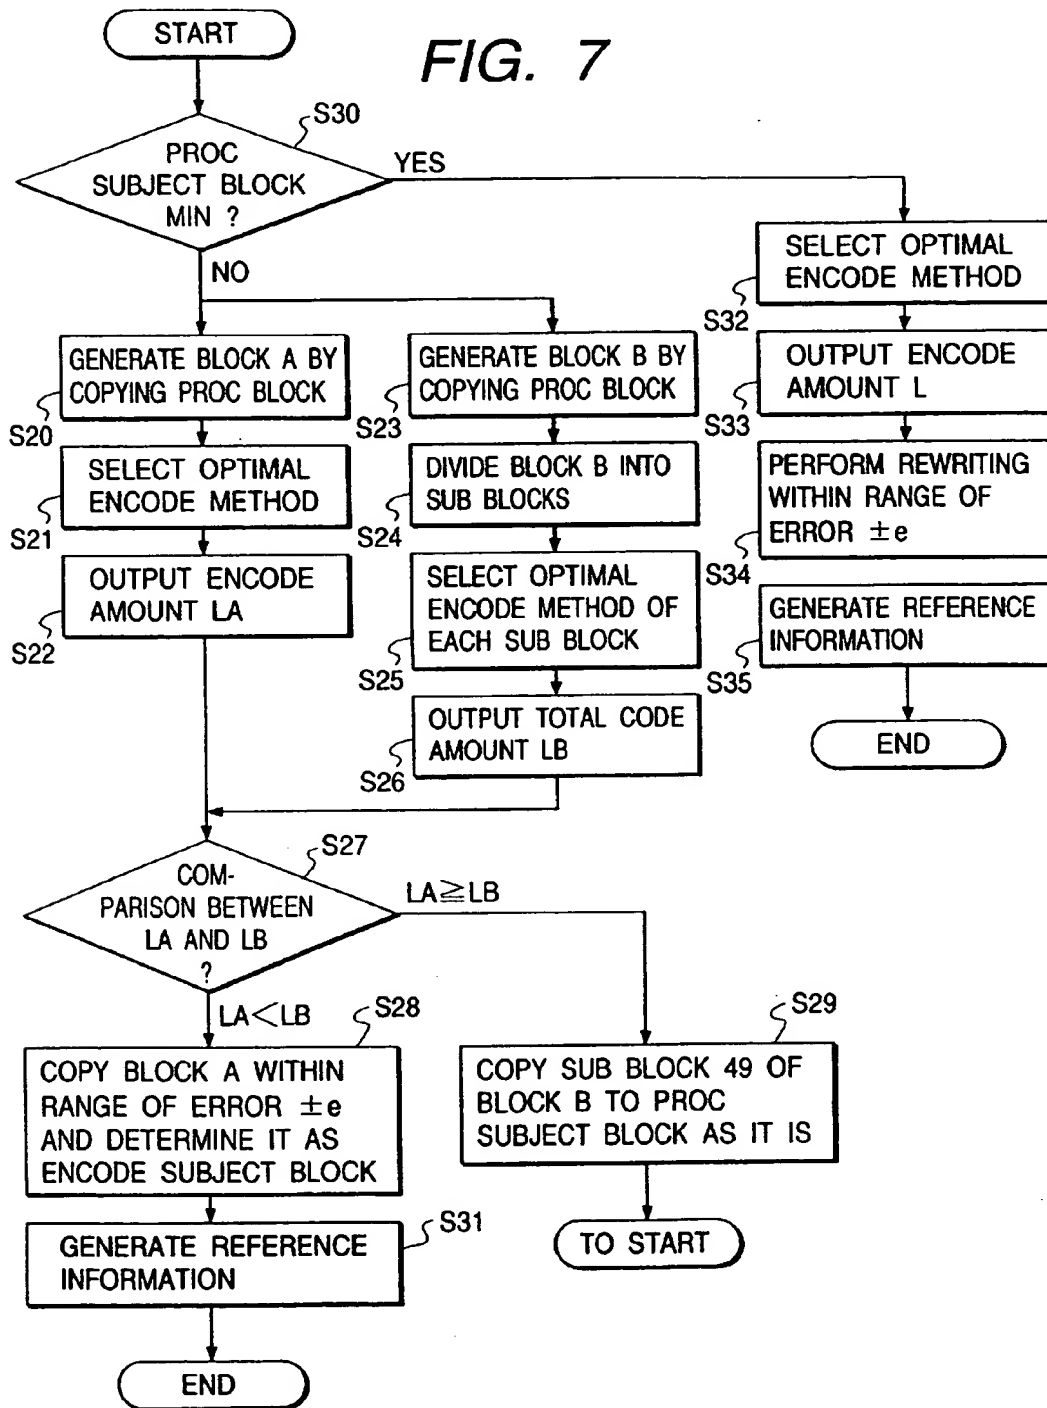 START
FIG. 7
S30
PROC
SUBJECT BLOCK
MIN ?
YES
NO
SELECT OPTIMAL
ENCODE METHOD
S32
GENERATE BLOCK A BY
COPYING PROC BLOCK
S20
GENERATE BLOCK B BY
COPYING PROC BLOCK
S23
OUTPUT ENCODE
AMOUNT L
S33
SELECT OPTIMAL
ENCODE METHOD
S21
DIVIDE BLOCK B INTO
SUB BLOCKS
S24
PERFORM REWRITING
WITHIN RANGE OF
ERROR ±e
S34
OUTPUT ENCODE
AMOUNT LA
S22
SELECT OPTIMAL
ENCODE METHOD OF
EACH SUB BLOCK
S25
GENERATE REFERENCE
INFORMATION
S35
OUTPUT TOTAL CODE
AMOUNT LB
S26
END
S27
COM-
PARISON BETWEEN
LA AND LB
?
LA≧LB
LA<LB
S28
COPY BLOCK A WITHIN
RANGE OF ERROR ±e
AND DETERMINE IT AS
ENCODE SUBJECT BLOCK
S29
COPY SUB BLOCK 49 OF
BLOCK B TO PROC
SUBJECT BLOCK AS IT IS
S31
GENERATE REFERENCE
INFORMATION
TO START
END